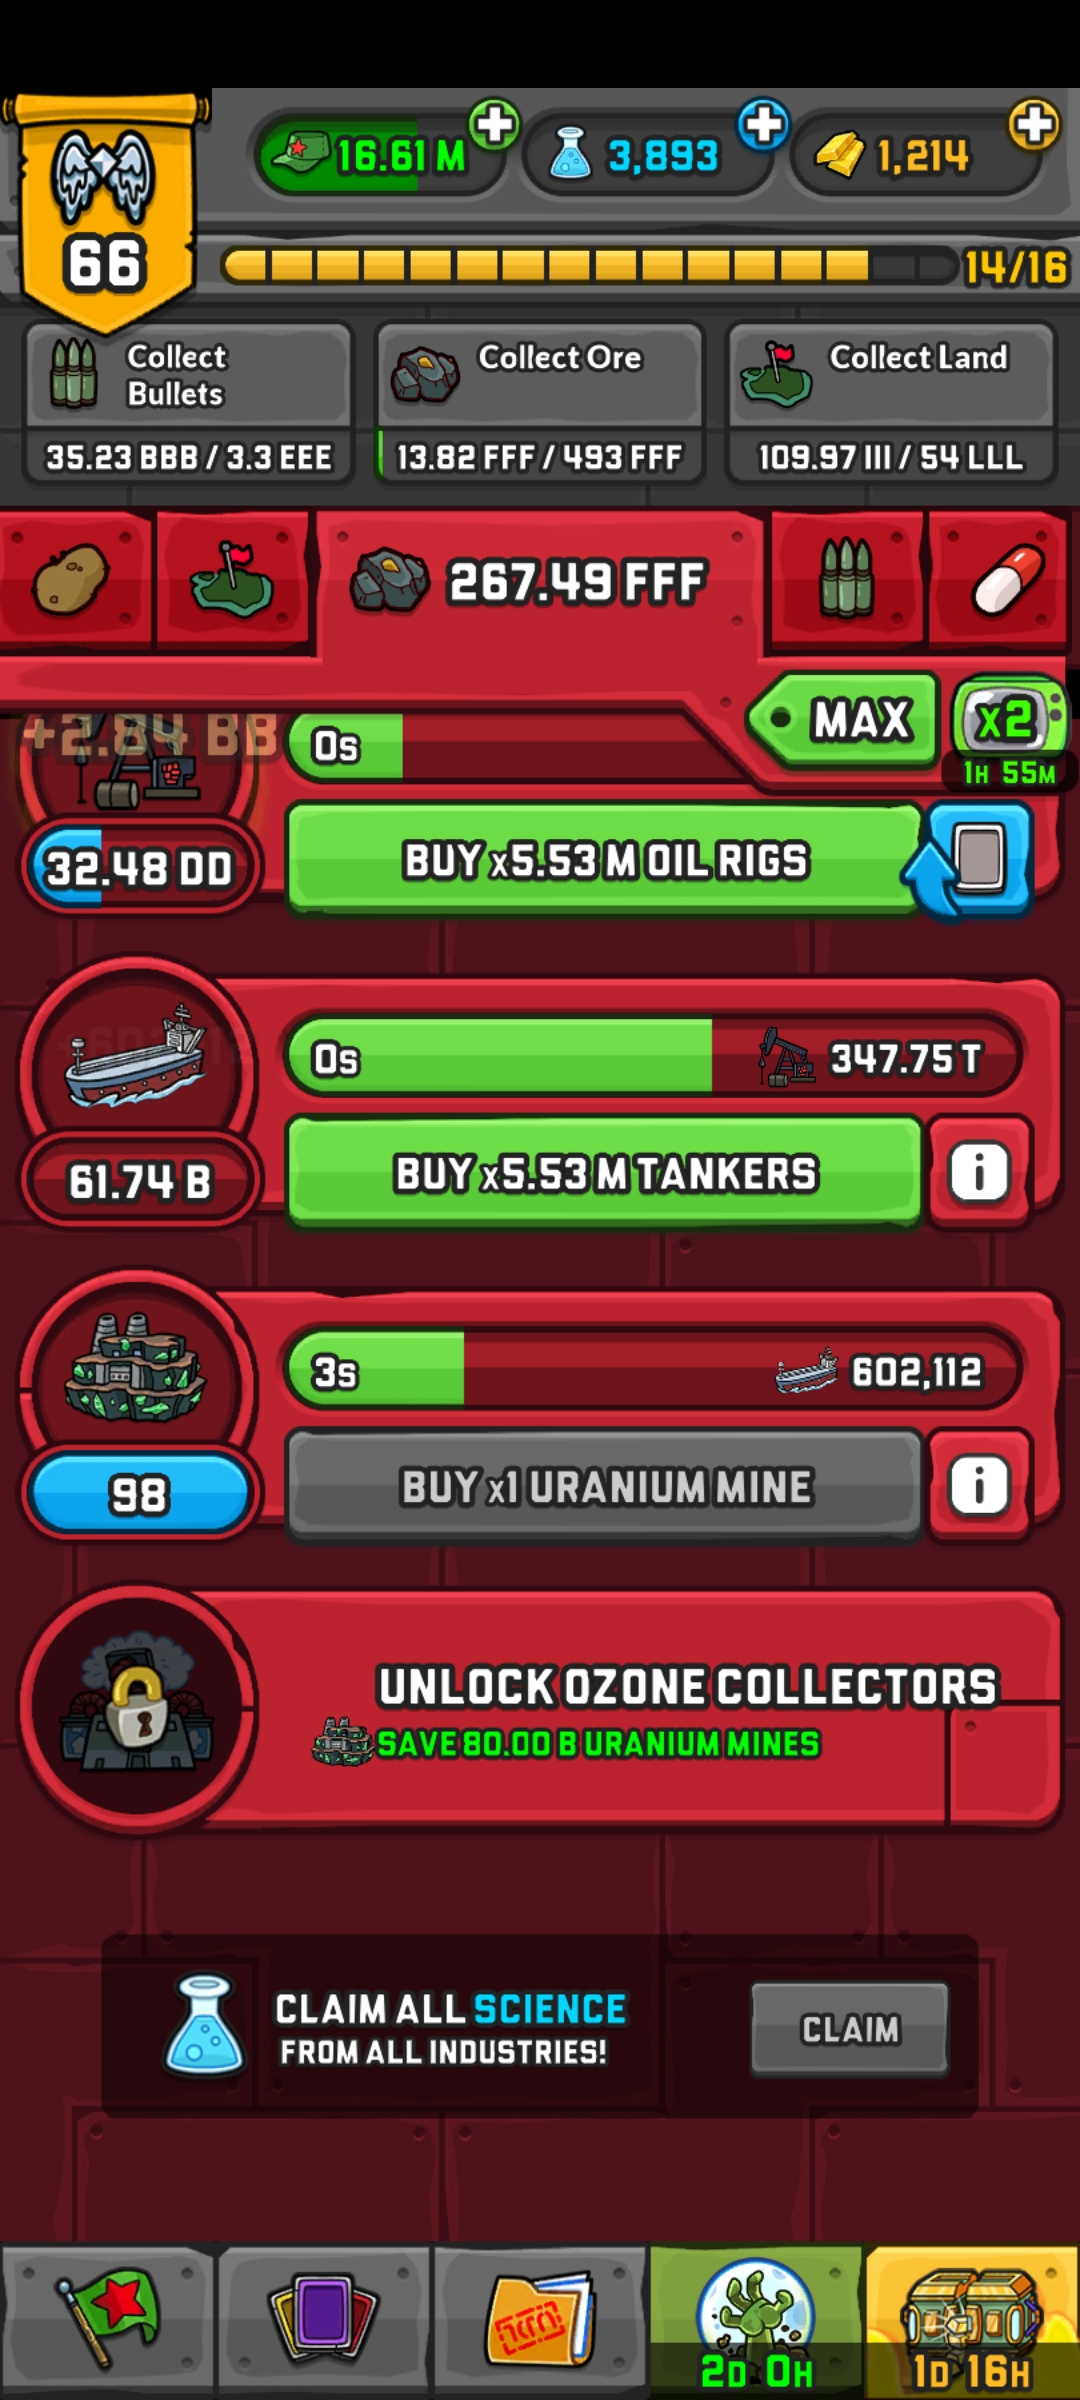 16.61 M
3,893
1,214
66
14/16
Collect
Bullets
35.23 BBB / 3.3 EEE
Collect Ore
13.82 FFF / 493 FFF
Collect Land
109.97 III / 54 LLL
267.49 FFF
MAX
x2
1H 55M
+2.84 BB
0s
32.48 DD
BUY x5.53 M OIL RIGS
0s
347.75 T
61.74 B
BUY x5.53 M TANKERS
3s
602,112
98
BUY x1 URANIUM MINE
UNLOCK OZONE COLLECTORS
SAVE 80.00 B URANIUM MINES
CLAIM ALL SCIENCE
FROM ALL INDUSTRIES!
CLAIM
2D 0H
1D 16H